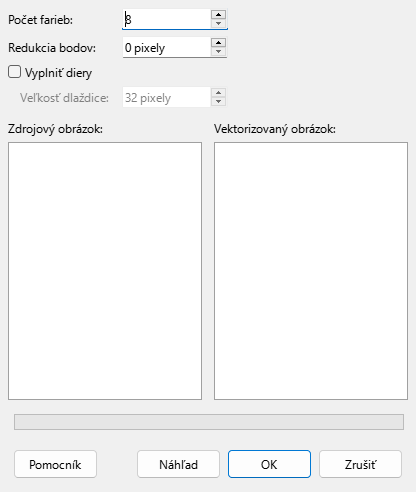 Počet farieb: 8
Redukcia bodov: 0 pixely
Vyplniť diery
Veľkosť dlaždice: 32 pixely
Zdrojový obrázok: Vektorizovaný obrázok:
Pomocník Náhľad OK Zrušiť